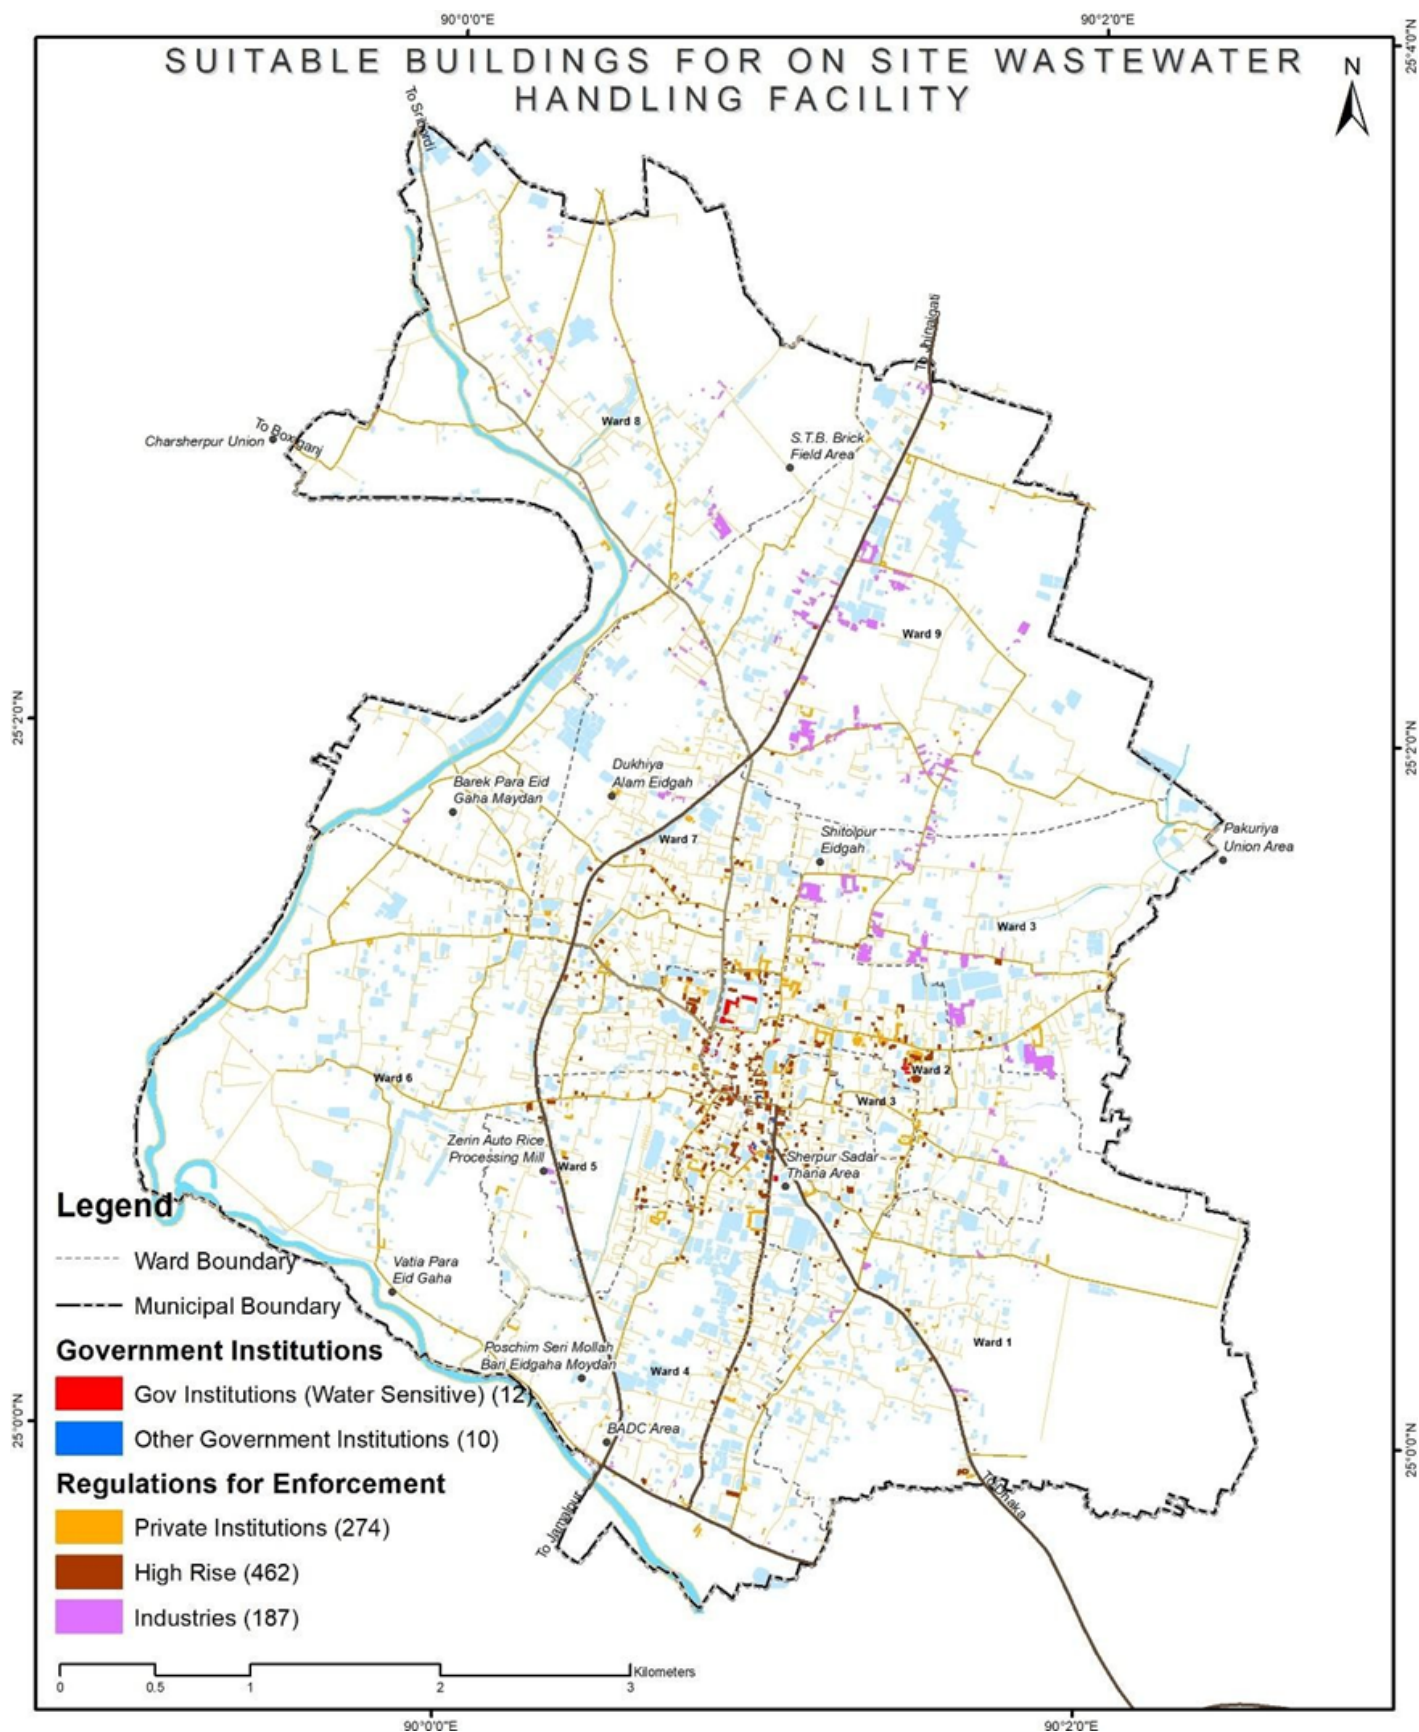 90°0'0"E
90°2'0"E
SUITABLE BUILDINGS FOR ON SITE WASTEWATER
HANDLING FACILITY
N
25°4'0"N
To Sribordi
To Jhinaigati
Ward 8
To Boxiganj
Charsherpur Union
S.T.B. Brick
Field Area
Ward 9
25°2'0"N
25°2'0"N
Dukhiya
Alam Eidgah
Barek Para Eid
Gaha Maydan
Ward 7
Shitolpur
Eidgah
Pakuriya
Union Area
Ward 3
Ward 2
Ward 6
Ward 3
Zerin Auto Rice
Processing Mill
Ward 5
Sherpur Sadar
Thana Area
Vatia Para
Eid Gaha
Ward 1
Poschim Seri Mollah
Bari Eidgaha Moydan
Ward 4
BADC Area
To Jamalpur
To Dhaka
25°0'0"N
25°0'0"N
Legend
Ward Boundary
Municipal Boundary
Government Institutions
Gov Institutions (Water Sensitive) (12)
Other Government Institutions (10)
Regulations for Enforcement
Private Institutions (274)
High Rise (462)
Industries (187)
Kilometers
0 0.5 1 2 3
90°0'0"E
90°2'0"E